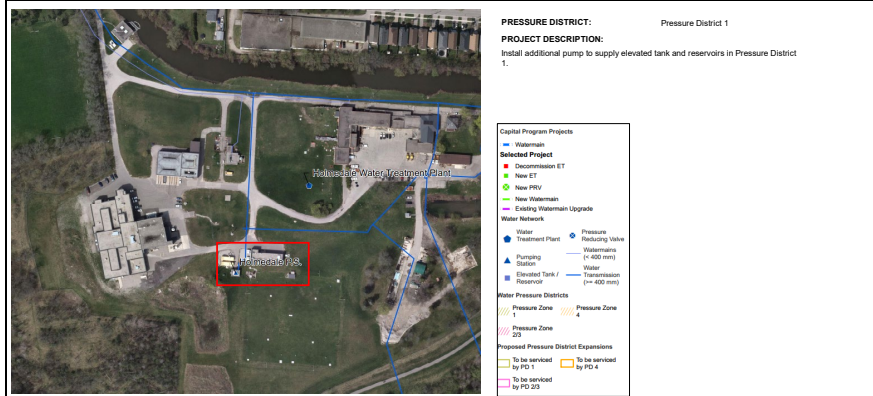 PRESSURE DISTRICT: Pressure District 1
PROJECT DESCRIPTION:
Install additional pump to supply elevated tank and reservoirs in Pressure District
1.
Holmedale Water Treatment Plant
Holmedale P.S.
Capital Program Projects
Watermain
Selected Project
Decommission ET
New ET
New PRV
New Watermain
Existing Watermain Upgrade
Water Network
Water
Treatment Plant
Pressure
Reducing Valve
Pumping
Station
Watermains
(< 400 mm)
Elevated Tank /
Reservoir
Water
Transmission
(>= 400 mm)
Water Pressure Districts
Pressure Zone
1
Pressure Zone
4
Pressure Zone
2/3
Proposed Pressure District Expansions
To be serviced
by PD 1
To be serviced
by PD 4
To be serviced
by PD 2/3